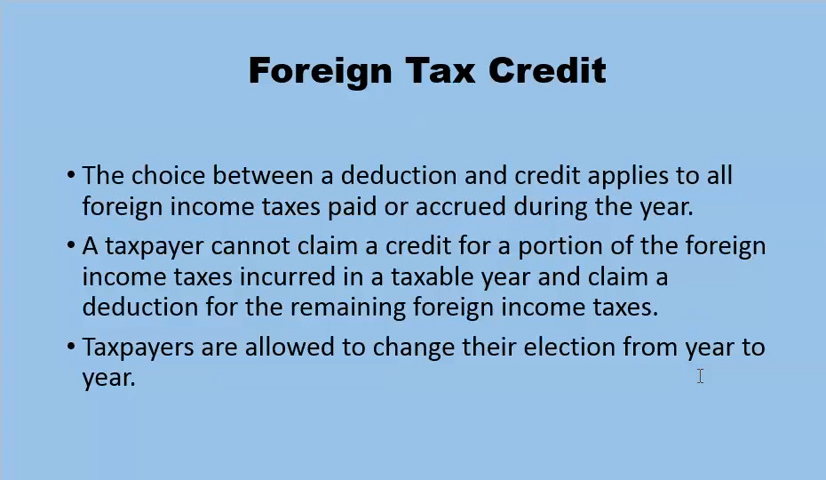 Foreign Tax Credit
• The choice between a deduction and credit applies to all
foreign income taxes paid or accrued during the year.
• A taxpayer cannot claim a credit for a portion of the foreign
income taxes incurred in a taxable year and claim a
deduction for the remaining foreign income taxes.
• Taxpayers are allowed to change their election from year to
year.